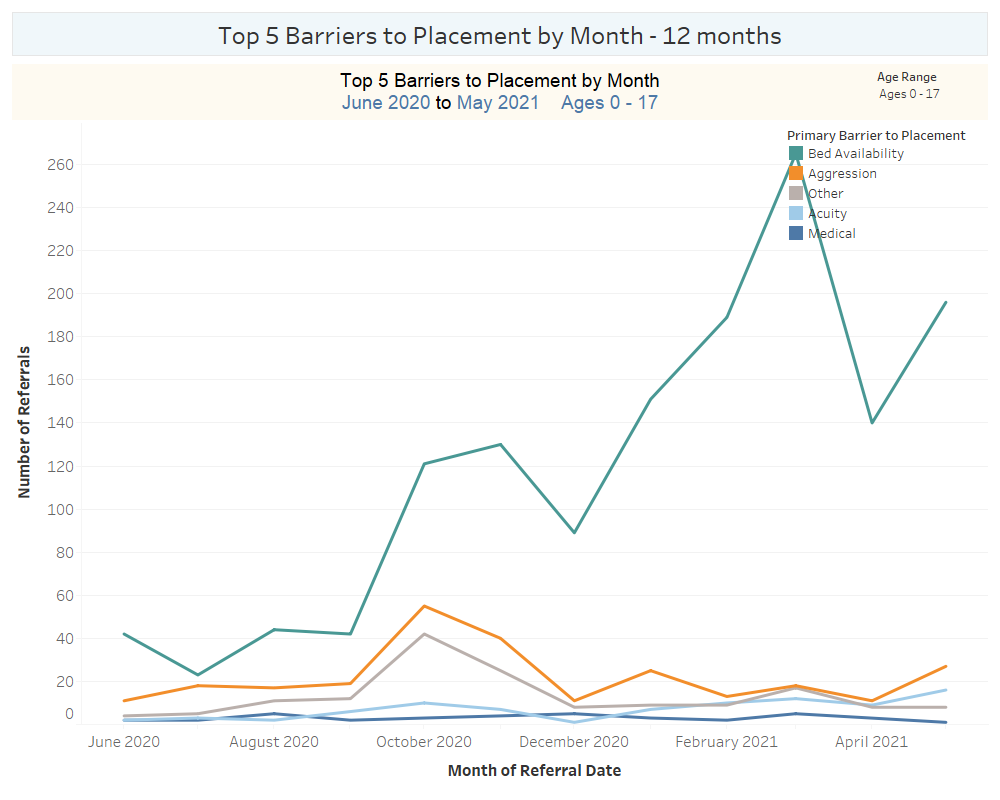 Top 5 Barriers to Placement by Month - 12 months
Top 5 Barriers to Placement by Month
June 2020 to May 2021 Ages 0 - 17
Age Range
Ages 0 - 17
Primary Barrier to Placement
Bed Availability
Aggression
Other
Acuity
Medical
260
240
220
200
180
160
140
120
100
80
60
40
20
0
Number of Referrals
June 2020 August 2020 October 2020 December 2020 February 2021 April 2021
Month of Referral Date